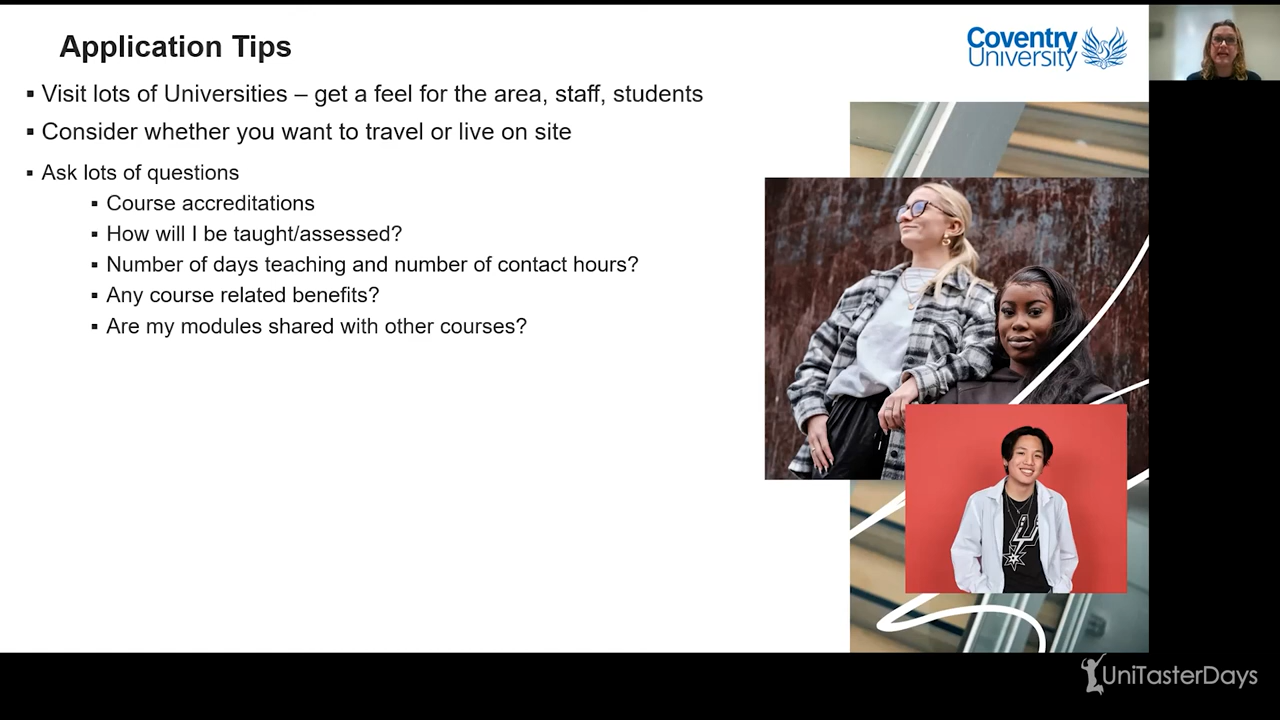 Application Tips
Coventry
University
▪ Visit lots of Universities – get a feel for the area, staff, students
▪ Consider whether you want to travel or live on site
▪ Ask lots of questions
▪ Course accreditations
▪ How will I be taught/assessed?
▪ Number of days teaching and number of contact hours?
▪ Any course related benefits?
▪ Are my modules shared with other courses?
UniTasterDays